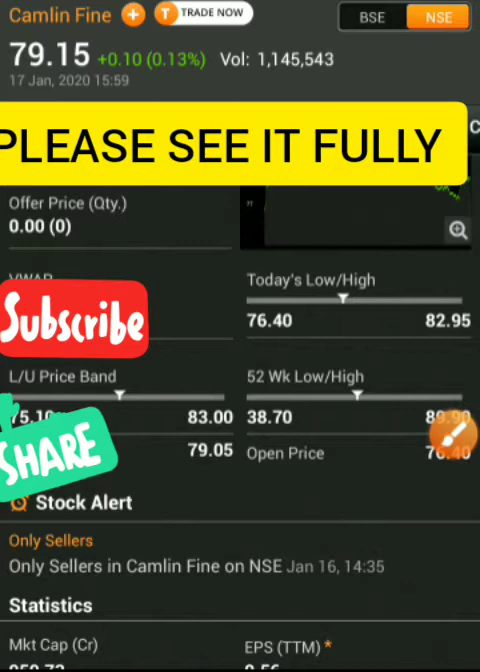 Camlin Fine
TRADE NOW
BSE NSE
79.15 +0.10 (0.13%) Vol: 1,145,543
17 Jan, 2020 15:59
PLEASE SEE IT FULLY
Offer Price (Qty.)
0.00 (0)
VWAP
Today's Low/High
76.40 82.95
Subscribe
L/U Price Band
52 Wk Low/High
83.00
38.70
79.05
Open Price
SHARE
Stock Alert
Only Sellers
Only Sellers in Camlin Fine on NSE Jan 16, 14:35
Statistics
Mkt Cap (Cr)
EPS (TTM) *